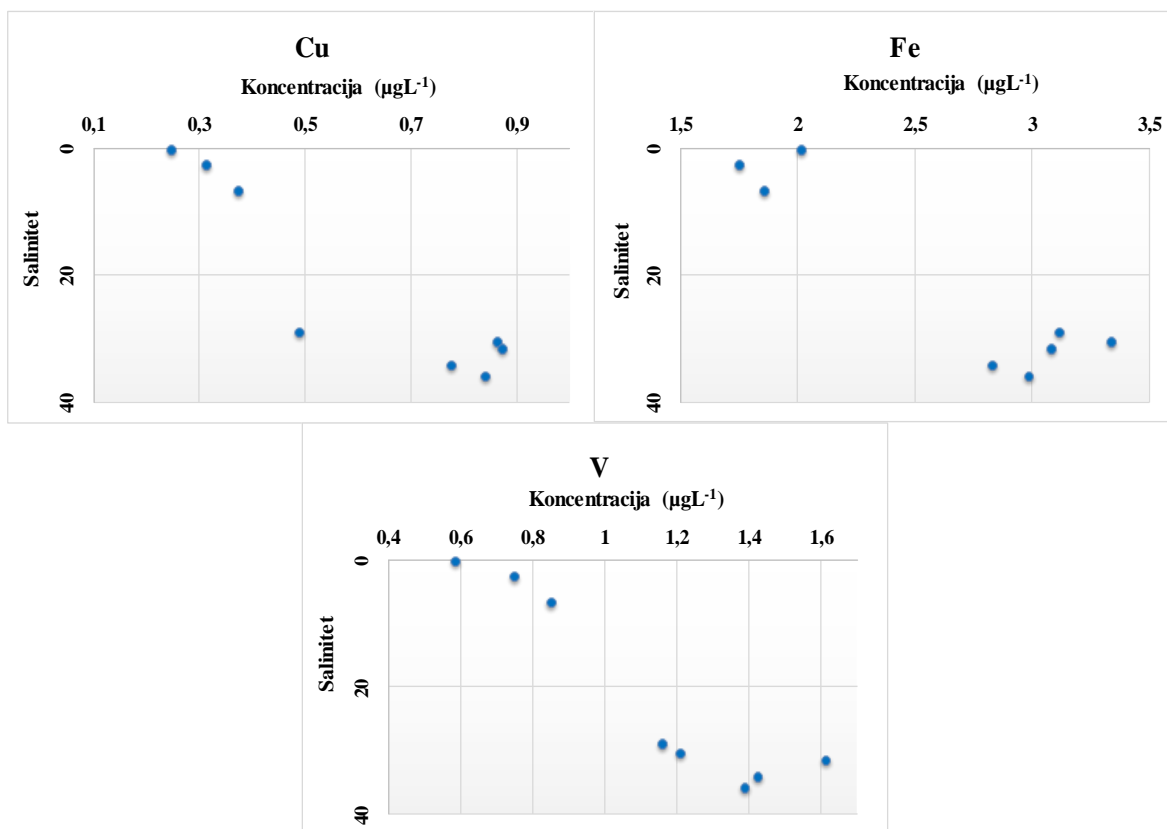 Cu
Koncentracija (µgL⁻¹)
0,1 0,3 0,5 0,7 0,9
0
20
40
Salinitet
Fe
Koncentracija (µgL⁻¹)
1,5 2 2,5 3 3,5
0
20
40
Salinitet
V
Koncentracija (µgL⁻¹)
0,4 0,6 0,8 1 1,2 1,4 1,6
0
20
40
Salinitet